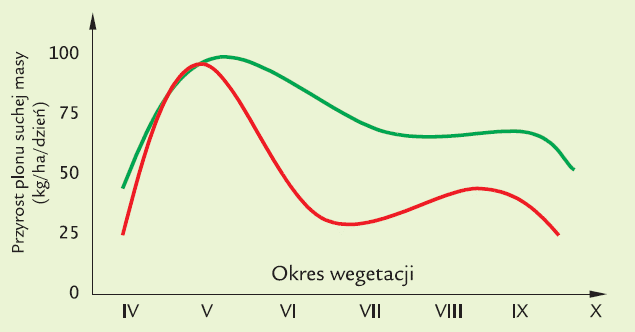 Przyrost plonu suchej masy
(kg/ha/dzień)
100
75
50
25
0
Okres wegetacji
IV V VI VII VIII IX X